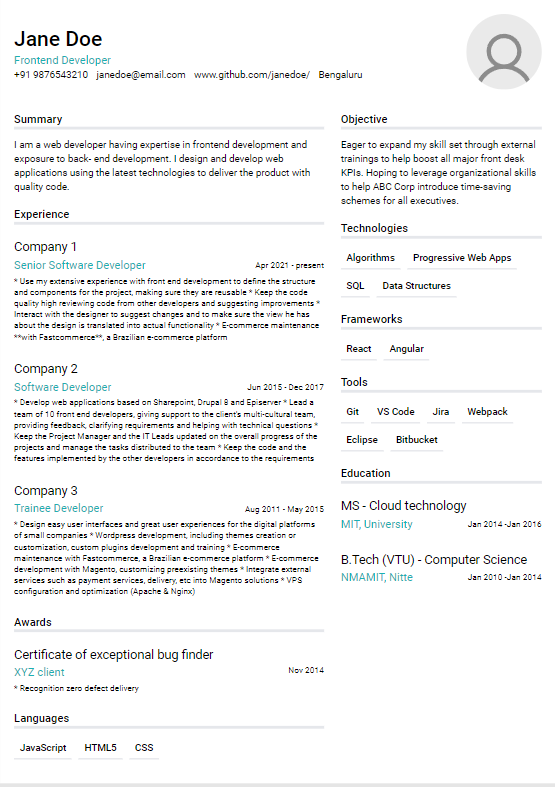 Jane Doe
Frontend Developer
+91 9876543210 janedoe@email.com www.github.com/janedoe/ Bengaluru
Summary
I am a web developer having expertise in frontend development and
exposure to back- end development. I design and develop web
applications using the latest technologies to deliver the product with
quality code.
Experience
Company 1
Senior Software Developer Apr 2021 - present
* Use my extensive experience with front end development to define the structure
and components for the project, making sure they are reusable * Keep the code
quality high reviewing code from other developers and suggesting improvements *
Interact with the designer to suggest changes and to make sure the view he has
about the design is translated into actual functionality * E-commerce maintenance
**with Fastcommerce**, a Brazilian e-commerce platform
Company 2
Software Developer Jun 2015 - Dec 2017
* Develop web applications based on Sharepoint, Drupal 8 and Episerver * Lead a
team of 10 front end developers, giving support to the client's multi-cultural team,
providing feedback, clarifying requirements and helping with technical questions *
Keep the Project Manager and the IT Leads updated on the overall progress of the
projects and manage the tasks distributed to the team * Keep the code and the
features implemented by the other developers in accordance to the requirements
Company 3
Trainee Developer Aug 2011 - May 2015
* Design easy user interfaces and great user experiences for the digital platforms
of small companies * Wordpress development, including themes creation or
customization, custom plugins development and training * E-commerce
maintenance with Fastcommerce, a Brazilian e-commerce platform * E-commerce
development with Magento, customizing preexisting themes * Integrate external
services such as payment services, delivery, etc into Magento solutions * VPS
configuration and optimization (Apache & Nginx)
Awards
Certificate of exceptional bug finder
XYZ client Nov 2014
* Recognition zero defect delivery
Languages
JavaScript HTML5 CSS
Objective
Eager to expand my skill set through external
trainings to help boost all major front desk
KPIs. Hoping to leverage organizational skills
to help ABC Corp introduce time-saving
schemes for all executives.
Technologies
Algorithms Progressive Web Apps
SQL Data Structures
Frameworks
React Angular
Tools
Git VS Code Jira Webpack
Eclipse Bitbucket
Education
MS - Cloud technology
MIT, University Jan 2014 -Jan 2016
B.Tech (VTU) - Computer Science
NMAMIT, Nitte Jan 2010 -Jan 2014